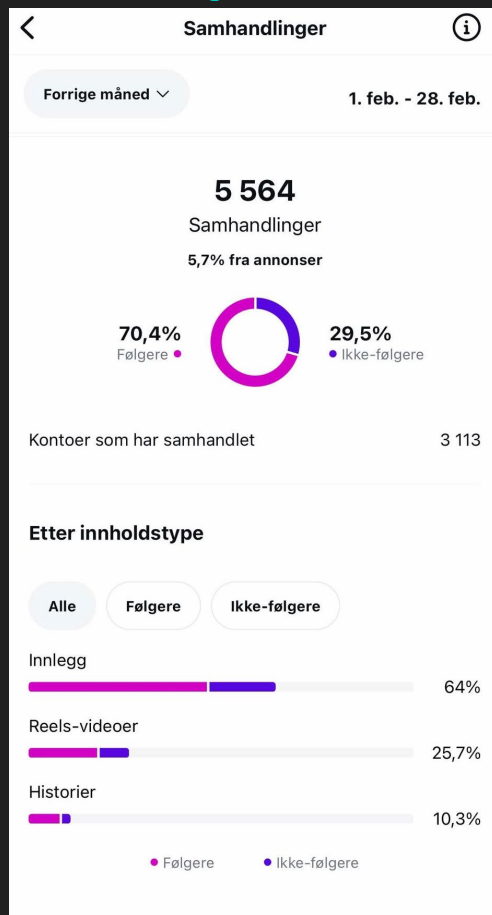 Samhandlinger
Forrige måned
1. feb. - 28. feb.
5 564
Samhandlinger
5,7% fra annonser
70,4%
Følgere
29,5%
Ikke-følgere
Kontoer som har samhandlet 3 113
Etter innholdstype
Alle Følgere Ikke-følgere
Innlegg
64%
Reels-videoer
25,7%
Historier
10,3%
Følgere Ikke-følgere